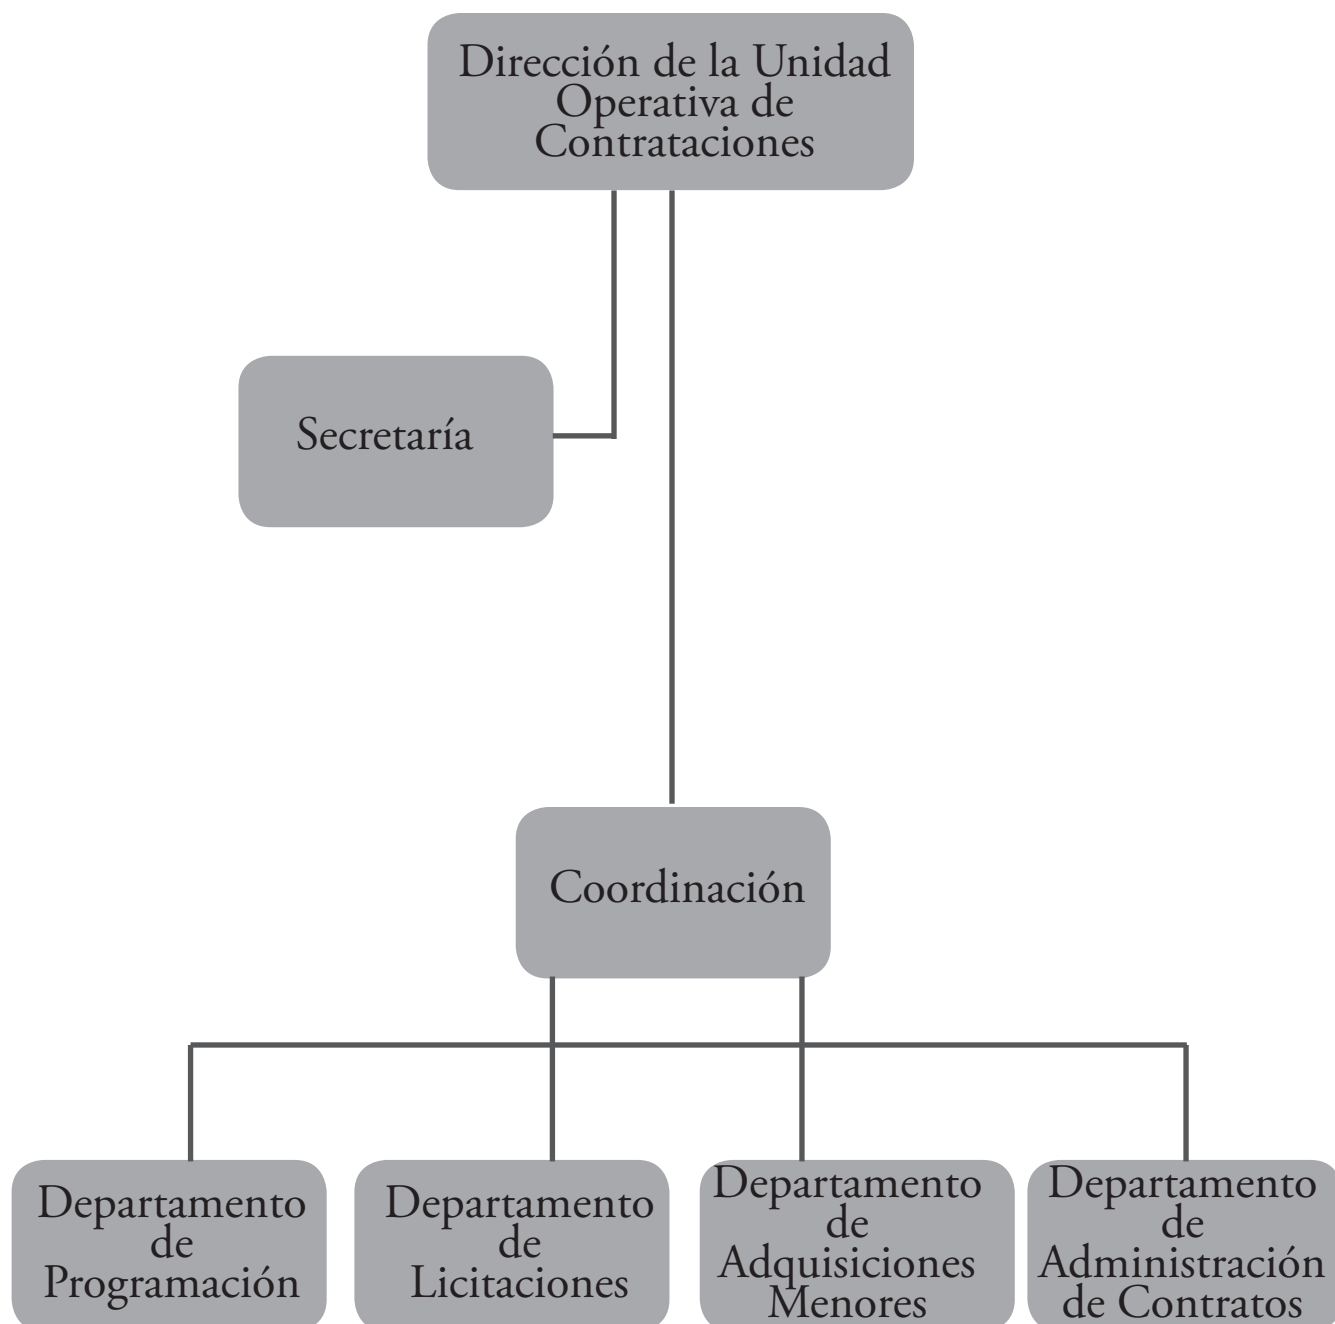 Dirección de la Unidad
Operativa de
Contrataciones
Secretaría
Coordinación
Departamento
de
Programación
Departamento
de
Licitaciones
Departamento
de
Adquisiciones
Menores
Departamento
de
Administración
de Contratos